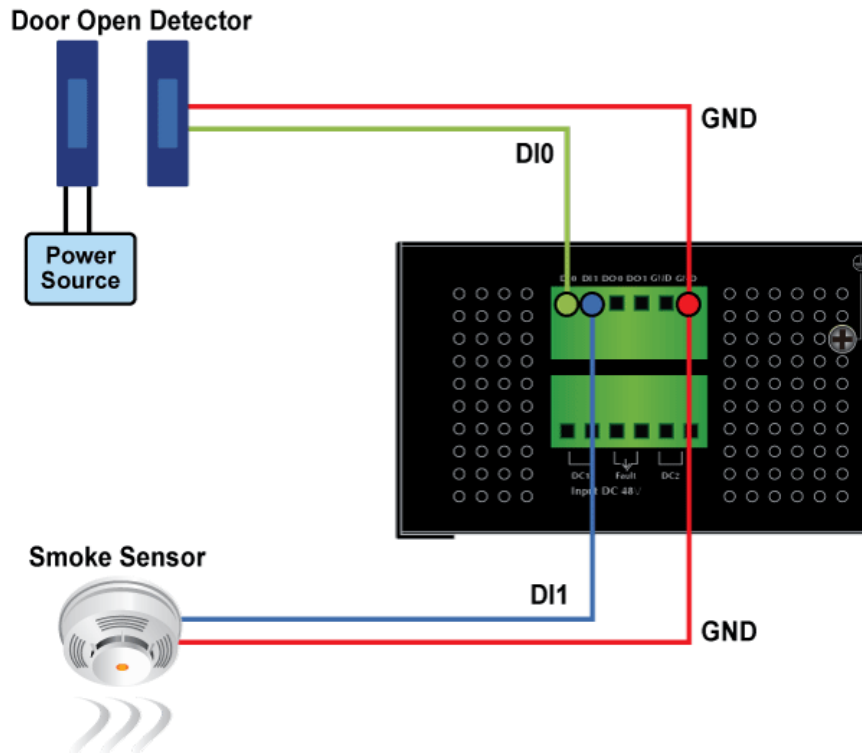 Door Open Detector
GND
DI0
Power
Source
DI0 DI1 DO0 DO1 GND GND
DC1 Fault DC2
Input DC 48V
Smoke Sensor
DI1
GND